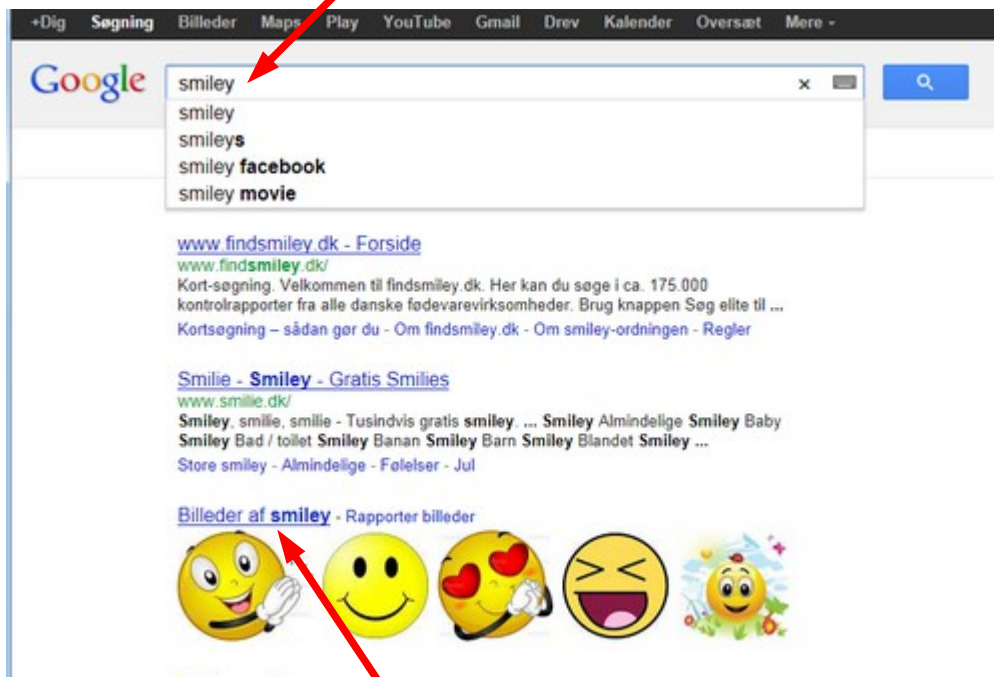 +Dig Søgning Billeder Maps Play YouTube Gmail Drev Kalender Oversæt Mere
Google smiley ×
smiley
smileys
smiley facebook
smiley movie
www.findsmiley.dk - Forside
www.findsmiley.dk/
Kort-søgning. Velkommen til findsmiley.dk. Her kan du søge i ca. 175.000
kontrolrapporter fra alle danske fødevarevirksomheder. Brug knappen Søg elite til ...
Kortsøgning – sådan gør du - Om findsmiley.dk - Om smiley-ordningen - Regler
Smilie - Smiley - Gratis Smilies
www.smilie.dk/
Smiley, smilie, smilie - Tusindvis gratis smiley. ... Smiley Almindelige Smiley Baby
Smiley Bad / toilet Smiley Banan Smiley Barn Smiley Blandet Smiley ...
Store smiley - Almindelige - Følelser - Jul
Billeder af smiley - Rapporter billeder